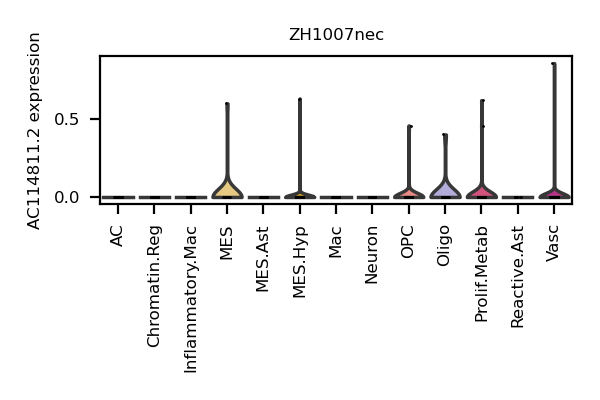 ZH1007nec
AC114811.2 expression
0.5
0.0
AC
Chromatin.Reg
Inflammatory.Mac
MES
MES.Ast
MES.Hyp
Mac
Neuron
OPC
Oligo
Prolif.Metab
Reactive.Ast
Vasc